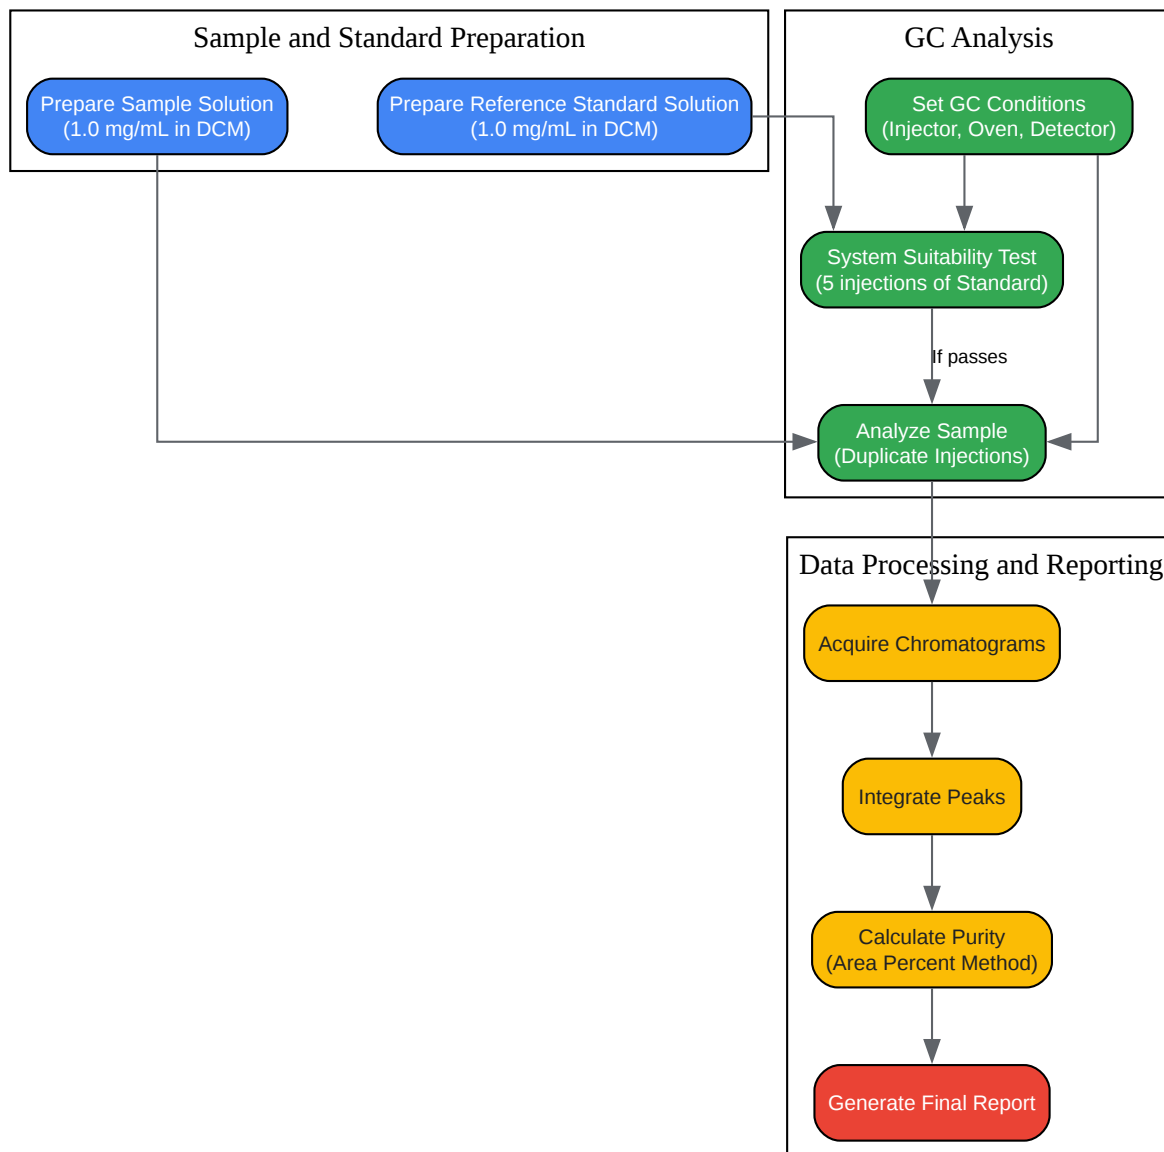 Sample and Standard Preparation
Prepare Sample Solution
(1.0 mg/mL in DCM)
Prepare Reference Standard Solution
(1.0 mg/mL in DCM)
GC Analysis
Set GC Conditions
(Injector, Oven, Detector)
System Suitability Test
(5 injections of Standard)
If passes
Analyze Sample
(Duplicate Injections)
Data Processing and Reporting
Acquire Chromatograms
Integrate Peaks
Calculate Purity
(Area Percent Method)
Generate Final Report